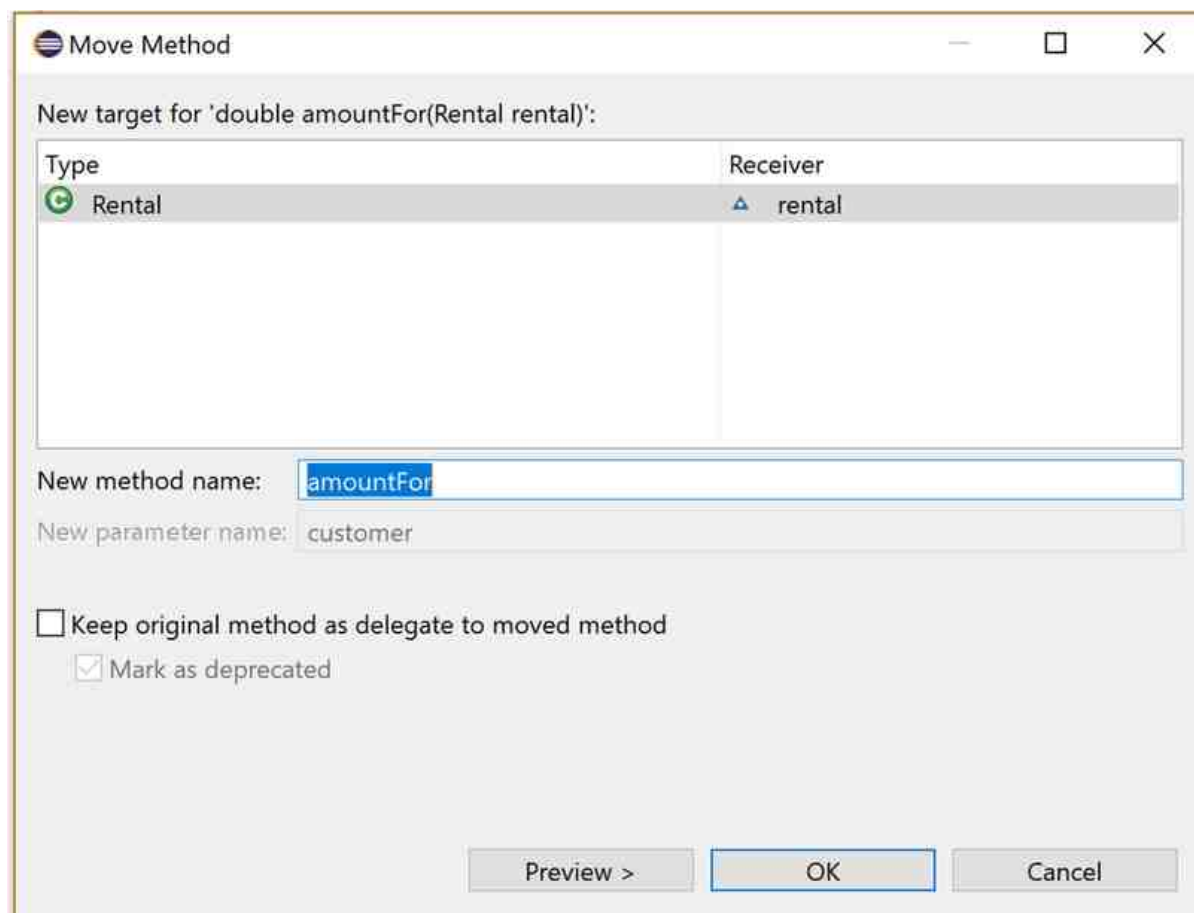 Move Method
New target for 'double amountFor(Rental rental)':
Type Receiver
Rental rental
New method name: amountFor
New parameter name: customer
Keep original method as delegate to moved method
Mark as deprecated
Preview > OK Cancel